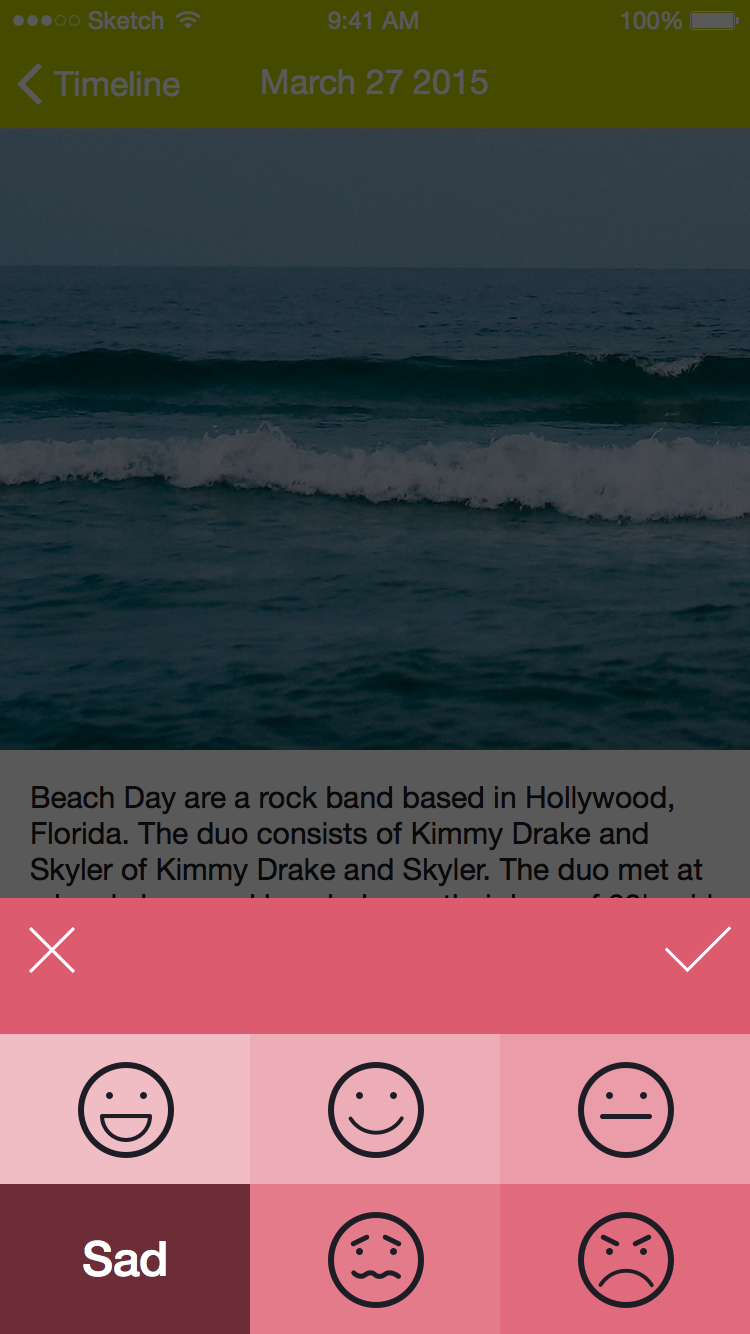 Sketch 9:41 AM 100%
Timeline March 27 2015
Beach Day are a rock band based in Hollywood,
Florida. The duo consists of Kimmy Drake and
Skyler of Kimmy Drake and Skyler. The duo met at
Sad